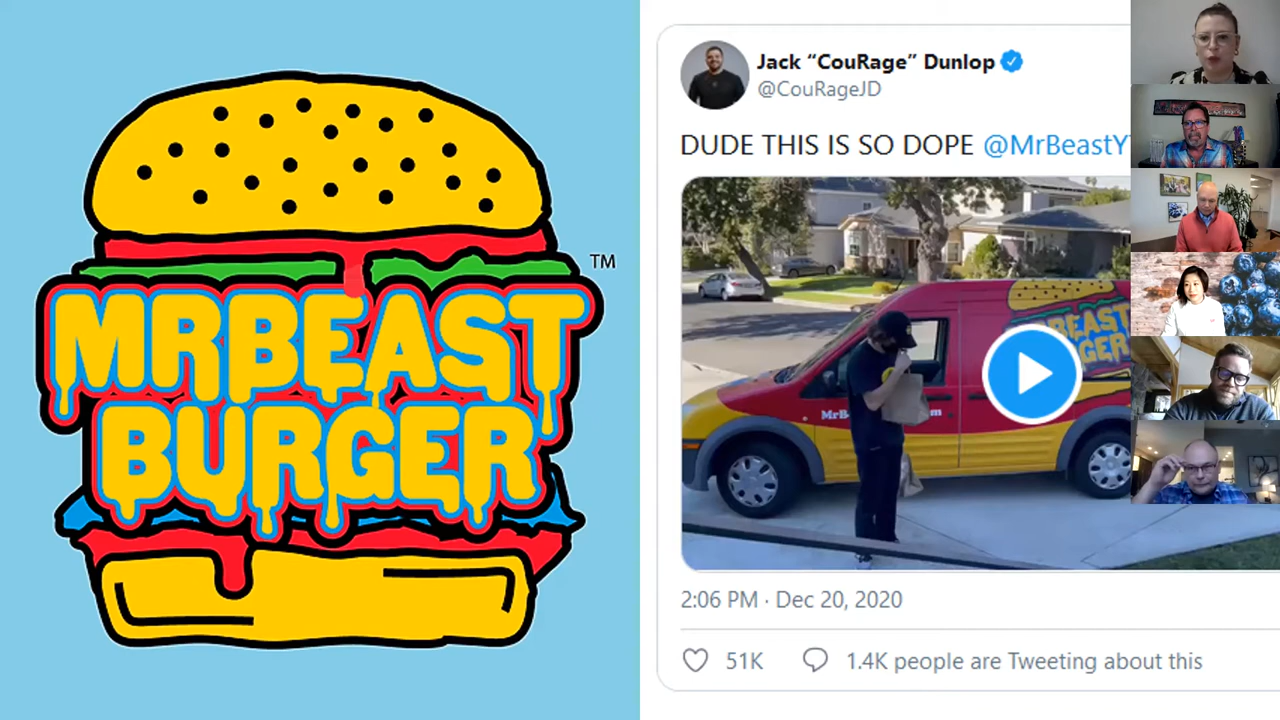 MRBEAST
BURGER
™
Jack “CouRage” Dunlop
@CouRageJD
DUDE THIS IS SO DOPE @MrBeastY
BEAST
2:06 PM · Dec 20, 2020
51K
1.4K people are Tweeting about this